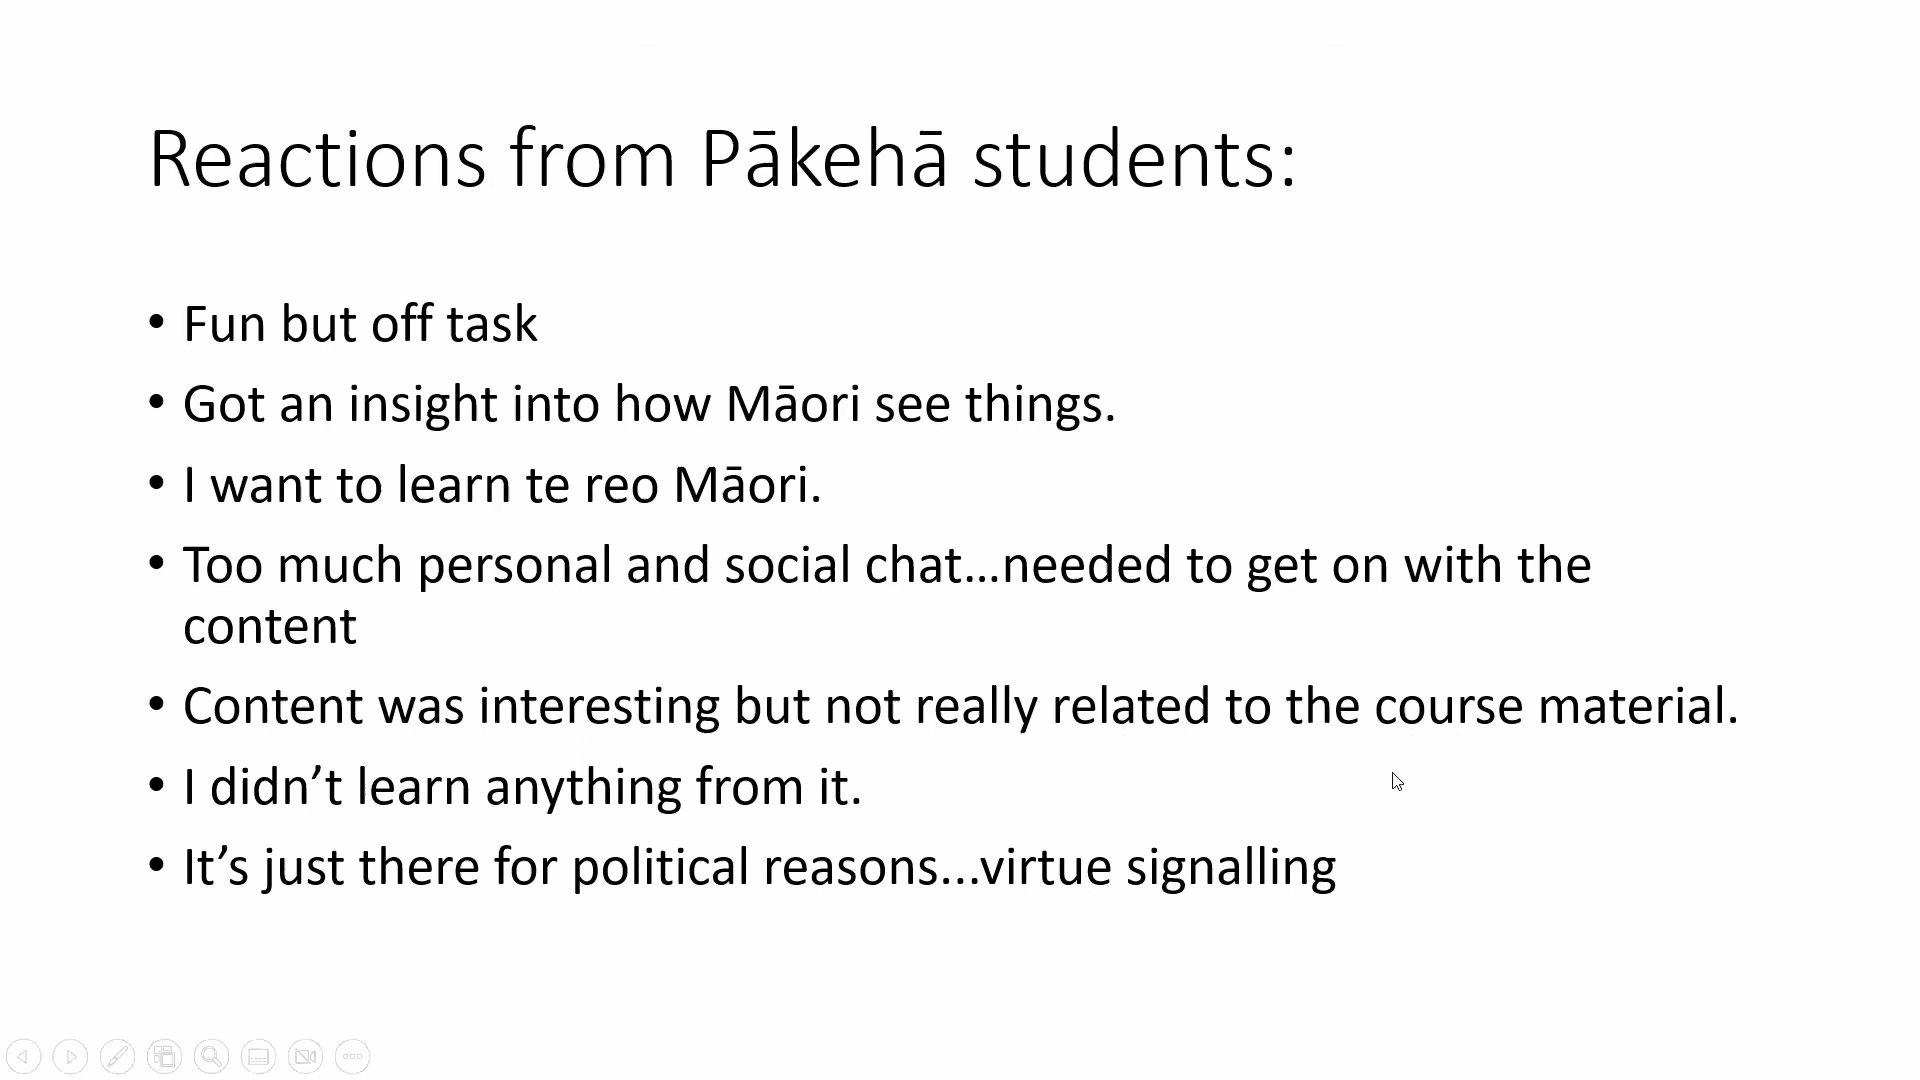 Reactions from Pākehā students:
• Fun but off task
• Got an insight into how Māori see things.
• I want to learn te reo Māori.
• Too much personal and social chat…needed to get on with the
content
• Content was interesting but not really related to the course material.
• I didn’t learn anything from it.
• It’s just there for political reasons...virtue signalling